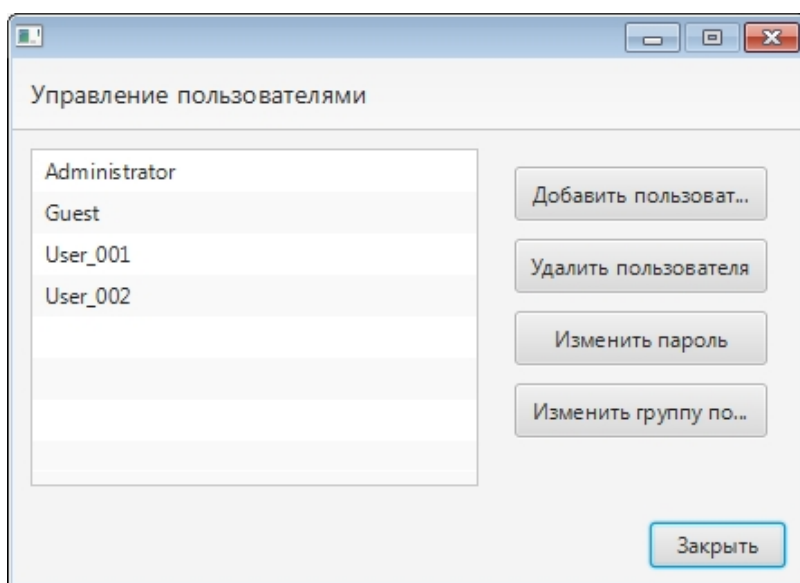 Управление пользователями
Administrator
Guest
User_001
User_002
Добавить пользоват...
Удалить пользователя
Изменить пароль
Изменить группу по...
Закрыть